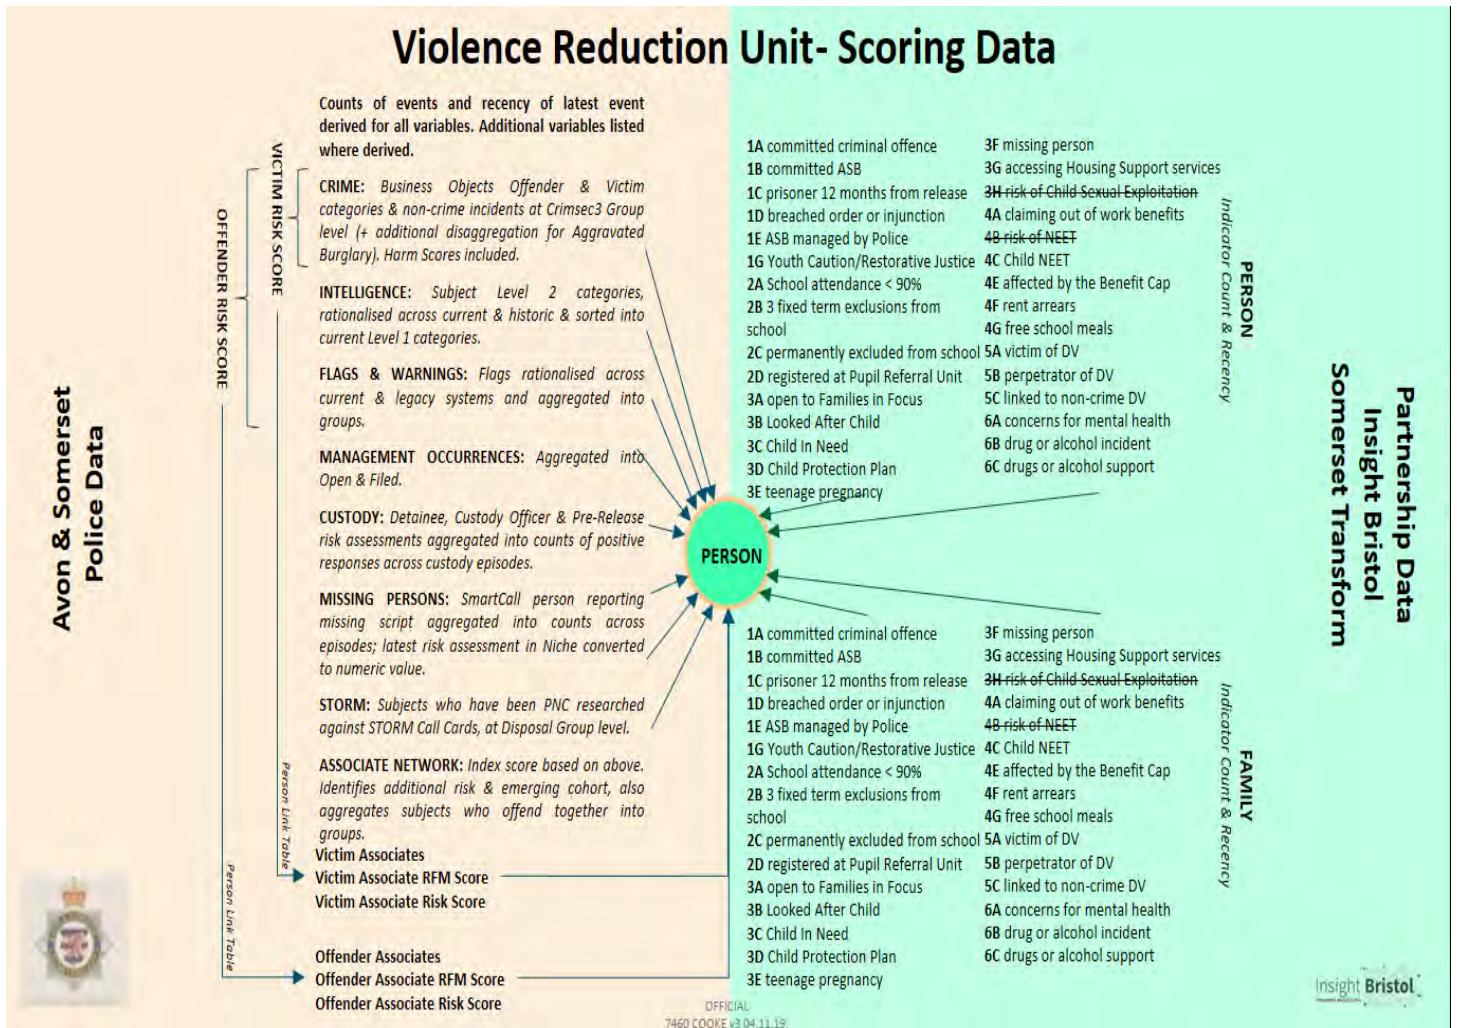 Violence Reduction Unit- Scoring Data
Avon & Somerset
Police Data
OFFENDER RISK SCORE
VICTIM RISK SCORE
Counts of events and recency of latest event
derived for all variables. Additional variables listed
where derived.
CRIME: Business Objects Offender & Victim
categories & non-crime incidents at Crimsec3 Group
level (+ additional disaggregation for Aggravated
Burglary). Harm Scores included.
INTELLIGENCE: Subject Level 2 categories,
rationalised across current & historic & sorted into
current Level 1 categories.
FLAGS & WARNINGS: Flags rationalised across
current & legacy systems and aggregated into
groups.
MANAGEMENT OCCURRENCES: Aggregated into
Open & Filed.
CUSTODY: Detainee, Custody Officer & Pre-Release
risk assessments aggregated into counts of positive
responses across custody episodes.
MISSING PERSONS: SmartCall person reporting
missing script aggregated into counts across
episodes; latest risk assessment in Niche converted
to numeric value.
STORM: Subjects who have been PNC researched
against STORM Call Cards, at Disposal Group level.
ASSOCIATE NETWORK: Index score based on above.
Identifies additional risk & emerging cohort, also
aggregates subjects who offend together into
groups.
Person Link Table
Victim Associates
Victim Associate RFM Score
Victim Associate Risk Score
Person Link Table
Offender Associates
Offender Associate RFM Score
Offender Associate Risk Score
PERSON
1A committed criminal offence
1B committed ASB
1C prisoner 12 months from release
1D breached order or injunction
1E ASB managed by Police
1G Youth Caution/Restorative Justice
2A School attendance < 90%
2B 3 fixed term exclusions from
school
2C permanently excluded from school
2D registered at Pupil Referral Unit
3A open to Families in Focus
3B Looked After Child
3C Child In Need
3D Child Protection Plan
3E teenage pregnancy
3F missing person
3G accessing Housing Support services
3H risk of Child Sexual Exploitation
4A claiming out of work benefits
4B risk of NEET
4C Child NEET
4E affected by the Benefit Cap
4F rent arrears
4G free school meals
5A victim of DV
5B perpetrator of DV
5C linked to non-crime DV
6A concerns for mental health
6B drug or alcohol incident
6C drugs or alcohol support
PERSON
Indicator Count & Recency
1A committed criminal offence
1B committed ASB
1C prisoner 12 months from release
1D breached order or injunction
1E ASB managed by Police
1G Youth Caution/Restorative Justice
2A School attendance < 90%
2B 3 fixed term exclusions from
school
2C permanently excluded from school
2D registered at Pupil Referral Unit
3A open to Families in Focus
3B Looked After Child
3C Child In Need
3D Child Protection Plan
3E teenage pregnancy
3F missing person
3G accessing Housing Support services
3H risk of Child Sexual Exploitation
4A claiming out of work benefits
4B risk of NEET
4C Child NEET
4E affected by the Benefit Cap
4F rent arrears
4G free school meals
5A victim of DV
5B perpetrator of DV
5C linked to non-crime DV
6A concerns for mental health
6B drug or alcohol incident
6C drugs or alcohol support
FAMILY
Indicator Count & Recency
Partnership Data
Insight Bristol
Somerset Transform
Insight Bristol
OFFICIAL
7460 COOKE v3 04.11.19